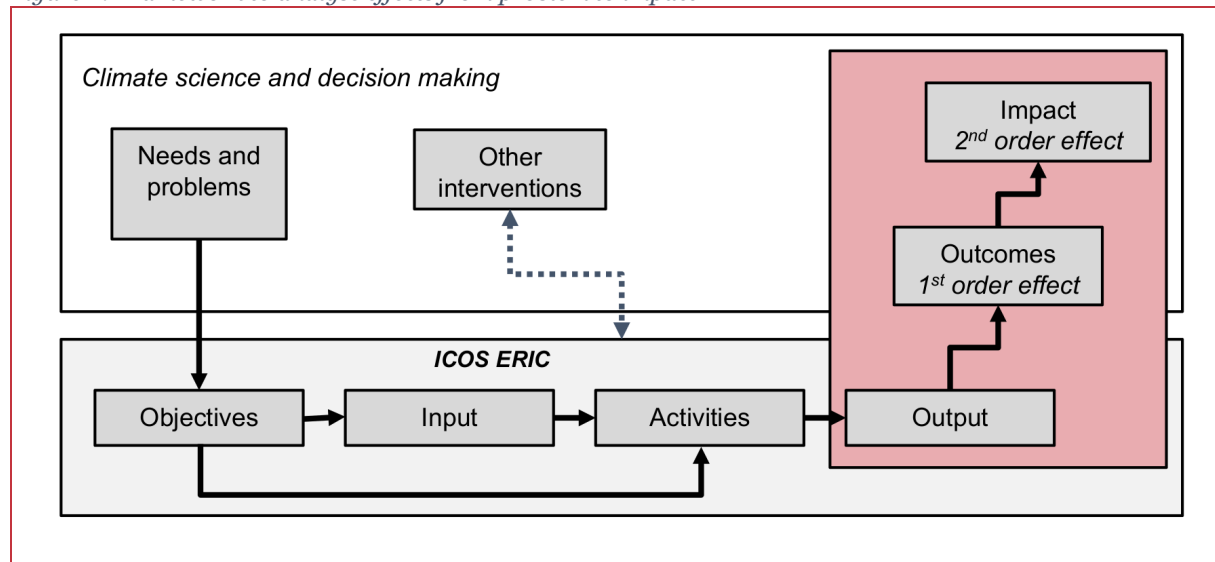 Climate science and decision making
Impact
2nd order effect
Needs and
problems
Other
interventions
Outcomes
1st order effect
ICOS ERIC
Objectives
Input
Activities
Output